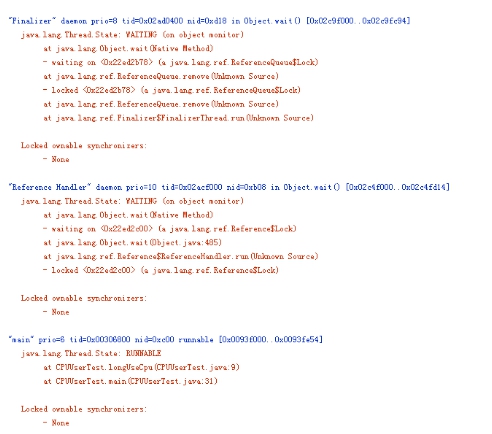 "Finalizer" daemon prio=8 tid=0x02ad0400 nid=0xd18 in Object.wait() [0x02c9f000..0x02c9fc94]
java.lang.Thread.State: WAITING (on object monitor)
at java.lang.Object.wait(Native Method)
- waiting on <0x22ed2b78> (a java.lang.ref.ReferenceQueue$Lock)
at java.lang.ref.ReferenceQueue.remove(Unknown Source)
- locked <0x22ed2b78> (a java.lang.ref.ReferenceQueue$Lock)
at java.lang.ref.ReferenceQueue.remove(Unknown Source)
at java.lang.ref.Finalizer$FinalizerThread.run(Unknown Source)
Locked ownable synchronizers:
- None
"Reference Handler" daemon prio=10 tid=0x02acf000 nid=0xb08 in Object.wait() [0x02c4f000..0x02c4fd14]
java.lang.Thread.State: WAITING (on object monitor)
at java.lang.Object.wait(Native Method)
- waiting on <0x22ed2c00> (a java.lang.ref.Reference$Lock)
at java.lang.Object.wait(Object.java:485)
at java.lang.ref.Reference$ReferenceHandler.run(Unknown Source)
- locked <0x22ed2c00> (a java.lang.ref.Reference$Lock)
Locked ownable synchronizers:
- None
"main" prio=6 tid=0x00306800 nid=0xc00 runnable [0x0093f000..0x0093fe54]
java.lang.Thread.State: RUNNABLE
at CPUUserTest.longUseCpu(CPUUserTest.java:9)
at CPUUserTest.main(CPUUserTest.java:31)
Locked ownable synchronizers:
- None